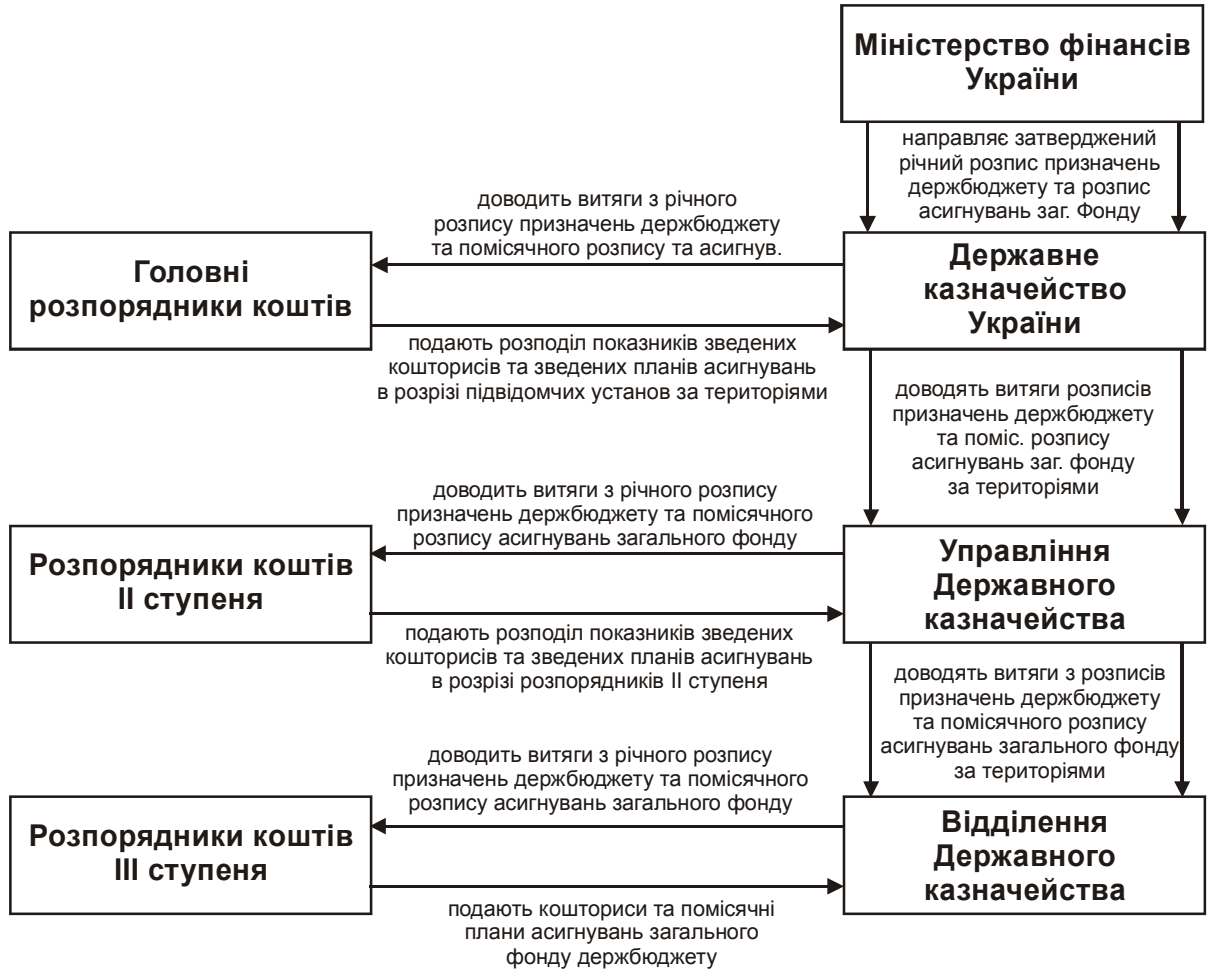 Міністерство фінансів
України
направляє затверджений
річний розпис призначень
держбюджету та розпис
асигнувань заг. Фонду
доводить витяги з річного
розпису призначень держбюджету
та помісячного розпису та асигнув.
Головні
розпорядники коштів
Державне
казначейство
України
подають розподіл показників зведених
кошторисів та зведених планів асигнувань
в розрізі підвідомчих установ за територіями
доводять витяги розписів
призначень держбюджету
та поміс. розпису
асигнувань заг. фонду
за територіями
доводить витяги з річного розпису
призначень держбюджету та помісячного
розпису асигнувань загального фонду
Розпорядники коштів
II ступеня
Управління
Державного
казначейства
подають розподіл показників зведених
кошторисів та зведених планів асигнувань
в розрізі розпорядників II ступеня
доводять витяги з розписів
призначень держбюджету
та помісячного розпису
асигнувань загального фонду
за територіями
доводить витяги з річного розпису
призначень держбюджету та помісячного
розпису асигнувань загального фонду
Розпорядники коштів
III ступеня
Відділення
Державного
казначейства
подають кошториси та помісячні
плани асигнувань загального
фонду держбюджету